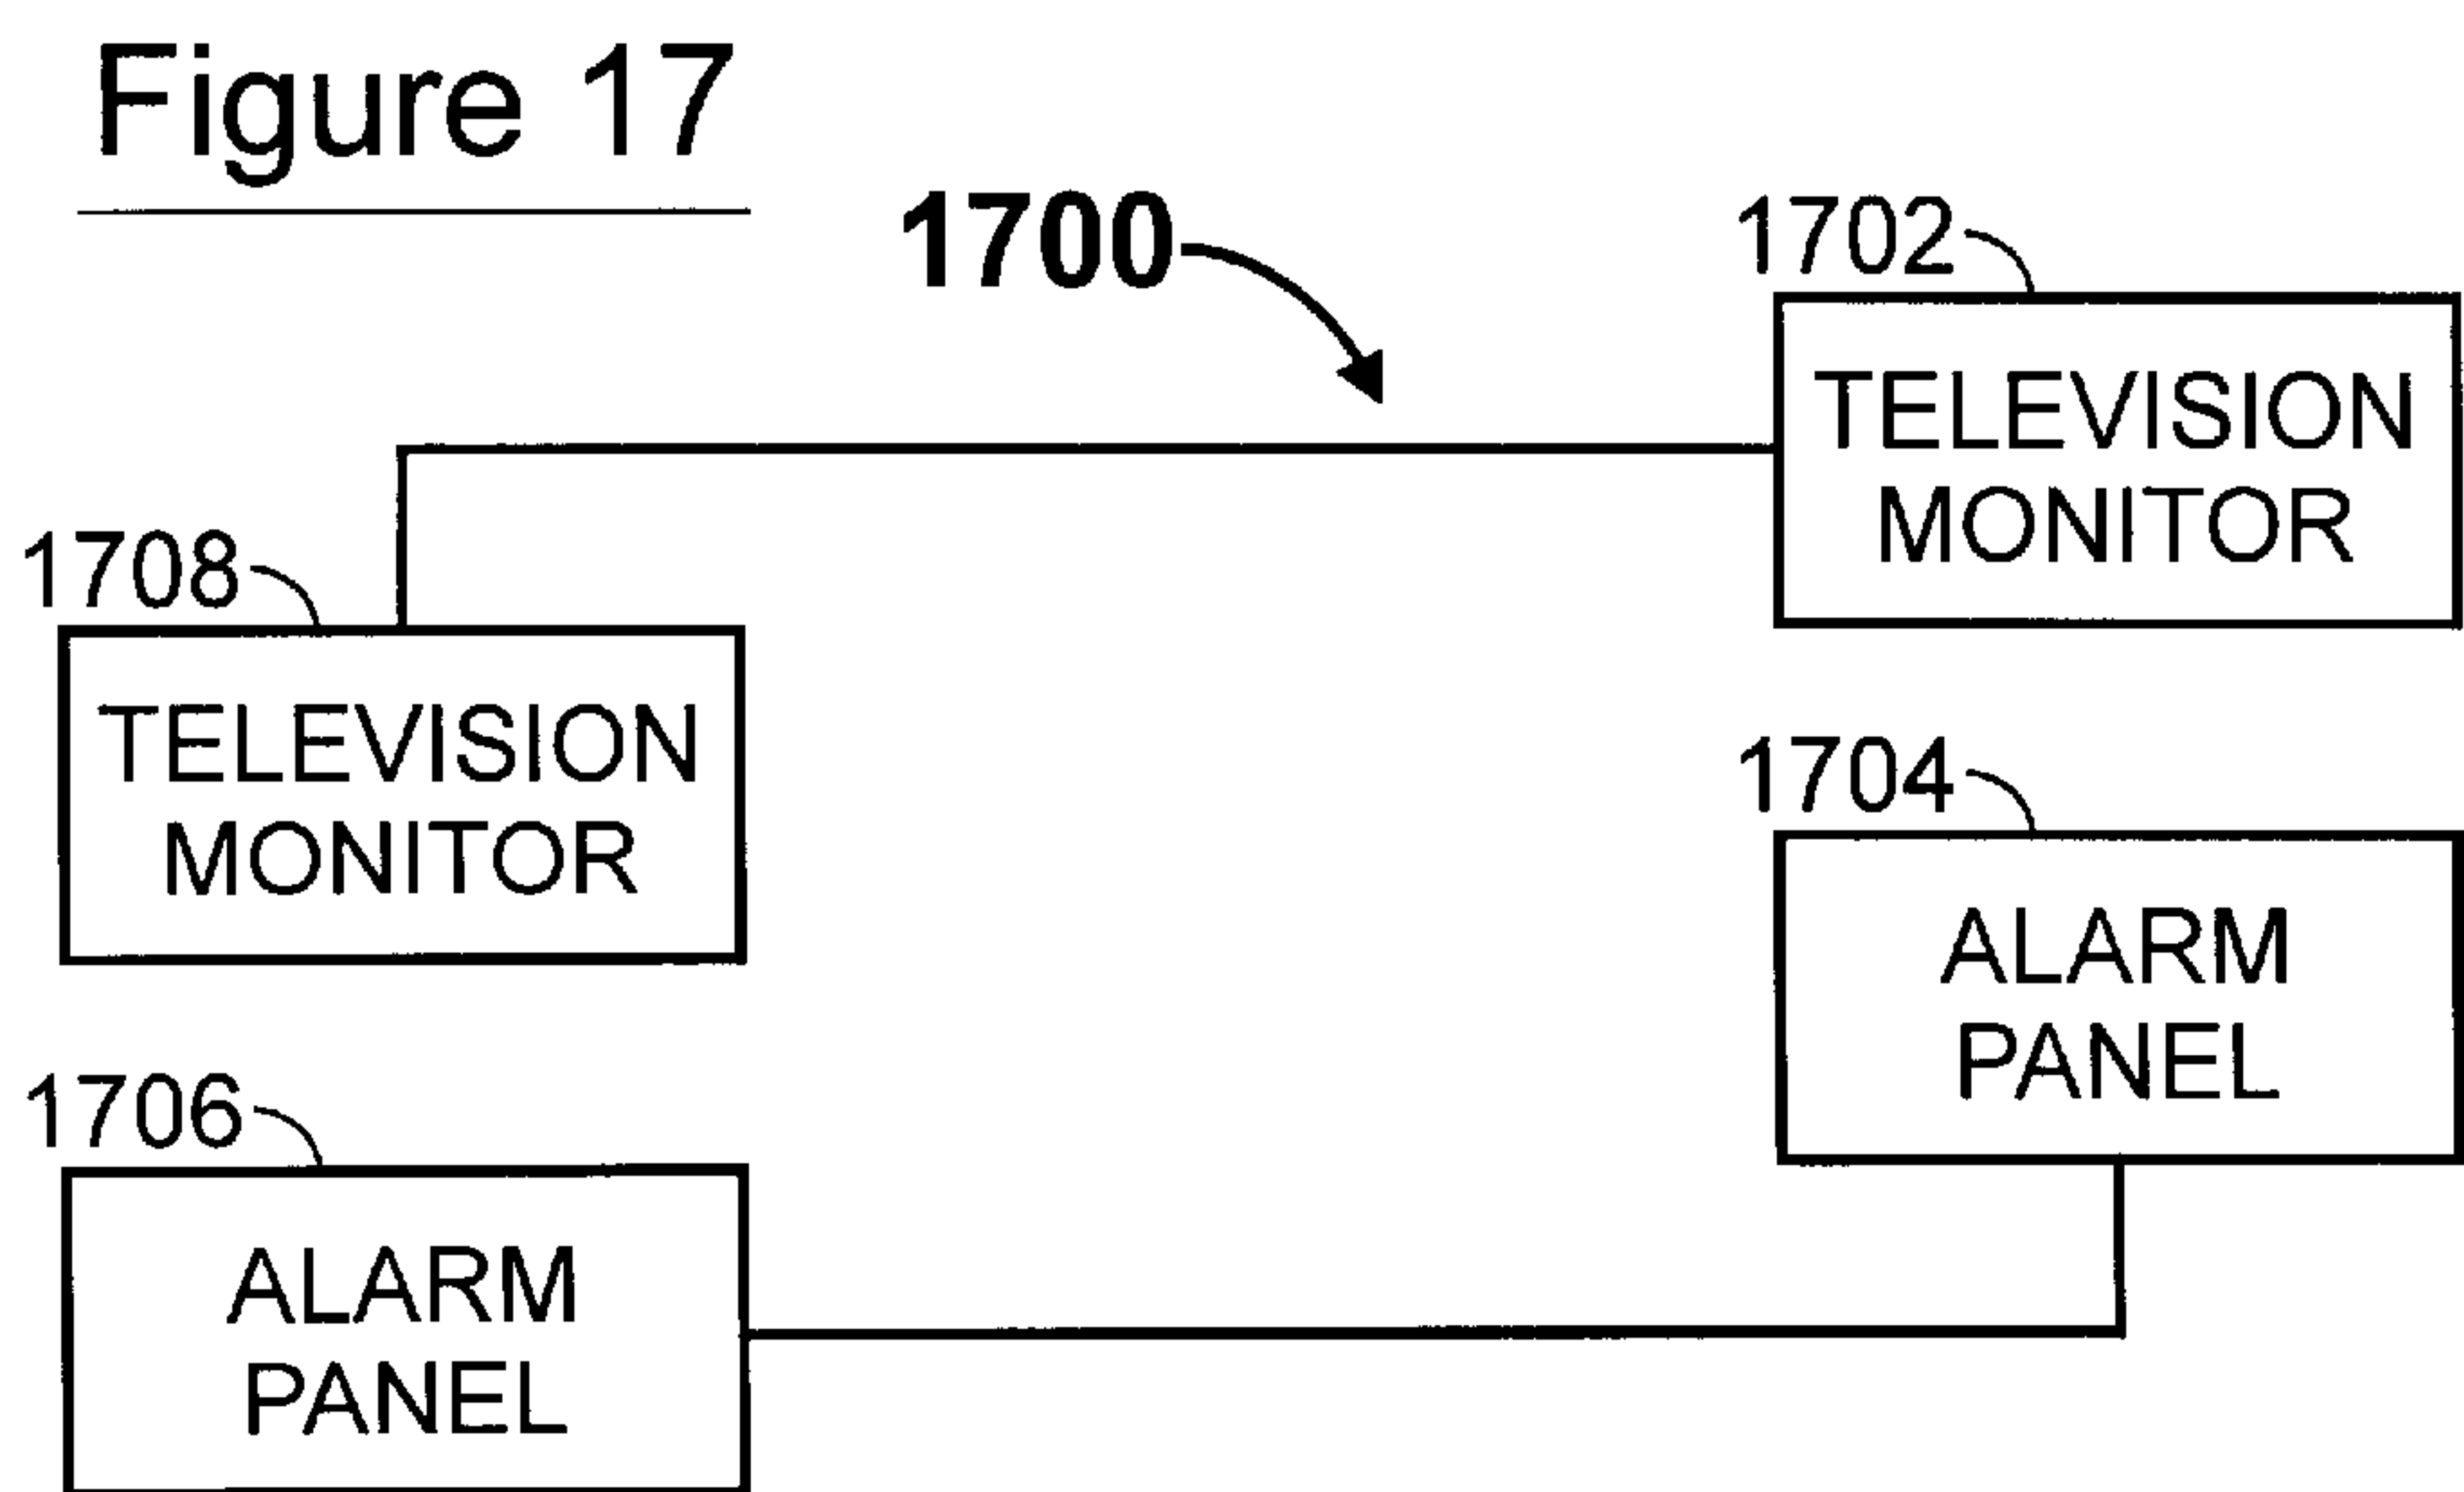 Figure 17
1700
1702
TELEVISION
MONITOR
1708
TELEVISION
MONITOR
1704
ALARM
PANEL
1706
ALARM
PANEL